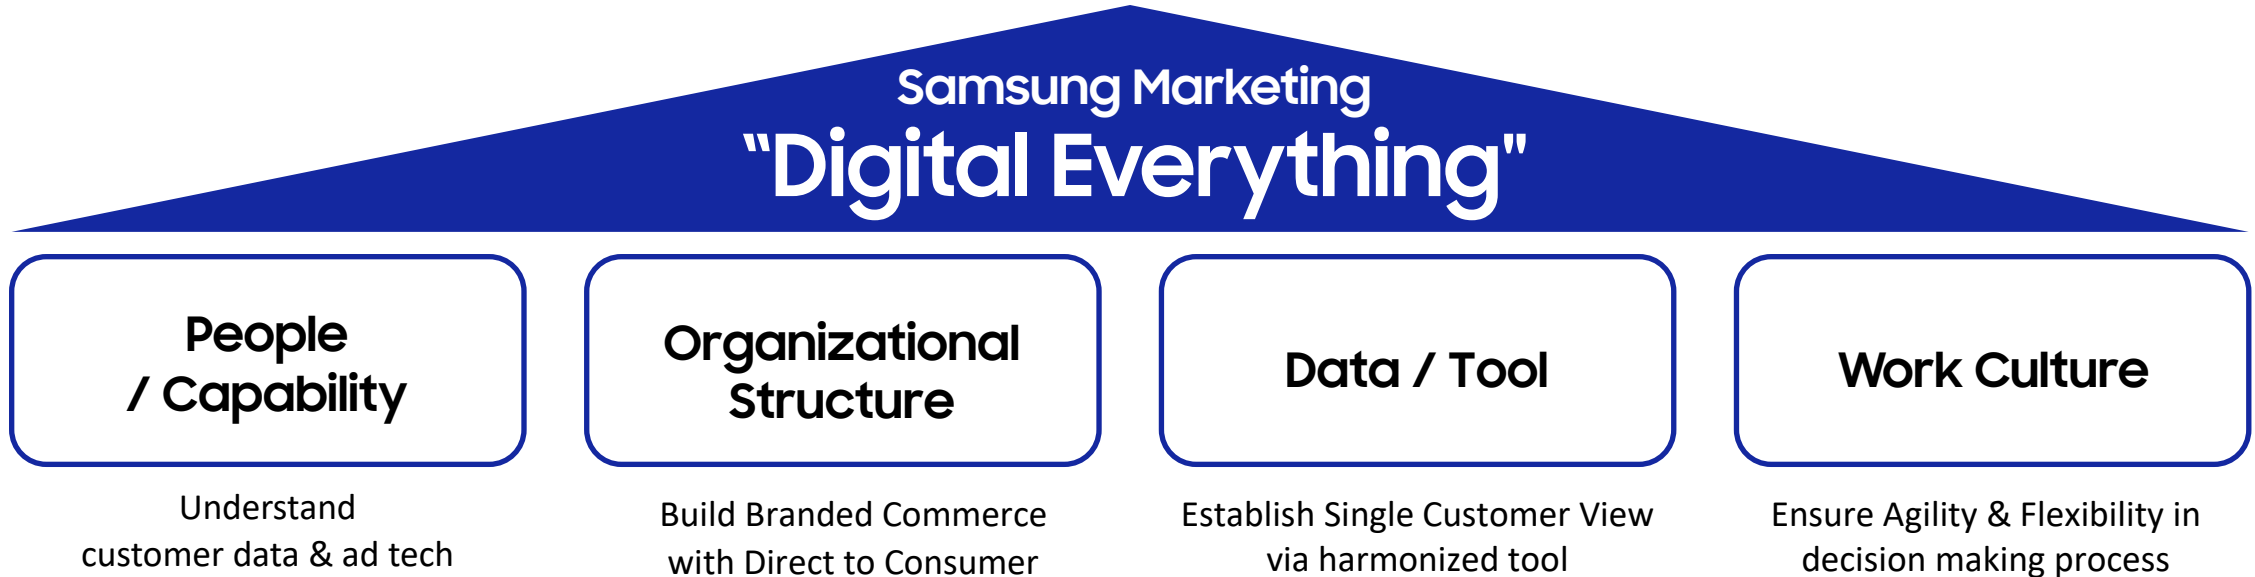 Samsung Marketing
"Digital Everything"
People
/ Capability
Understand
customer data & ad tech
Organizational
Structure
Build Branded Commerce
with Direct to Consumer
Data / Tool
Establish Single Customer View
via harmonized tool
Work Culture
Ensure Agility & Flexibility in
decision making process